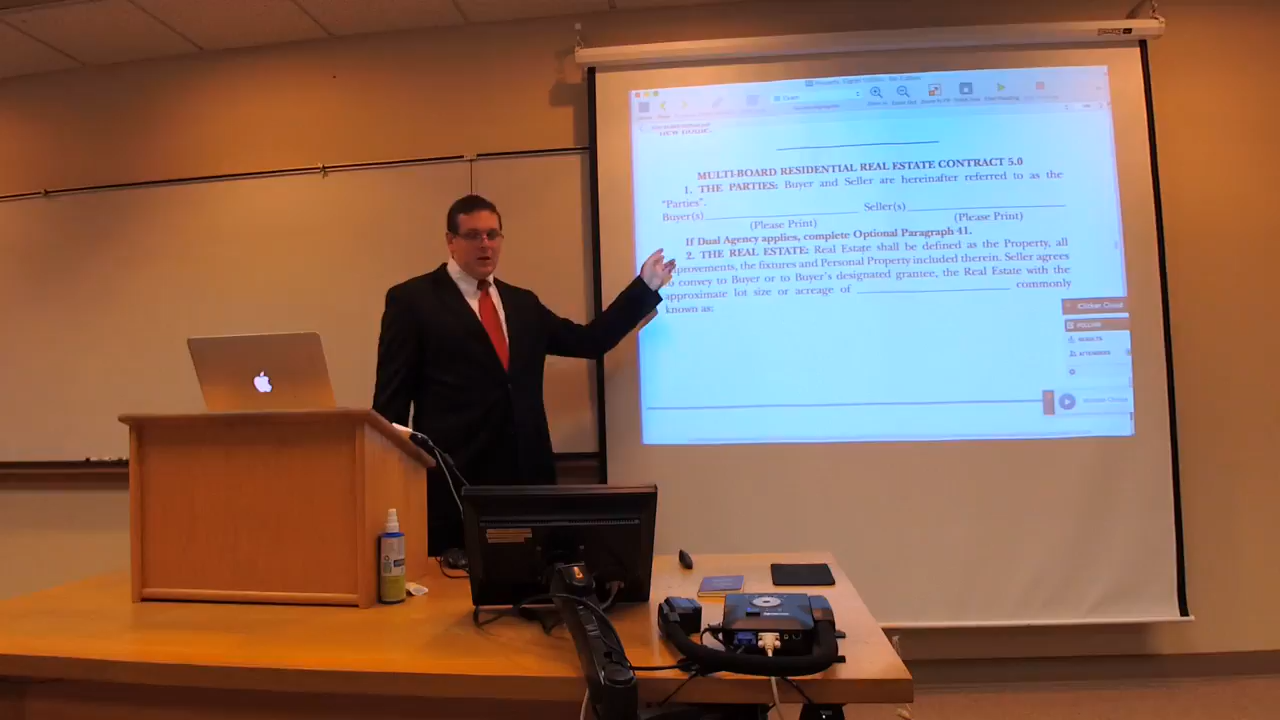 MULTI-BOARD RESIDENTIAL REAL ESTATE CONTRACT 5.0
1. THE PARTIES: Buyer and Seller are hereinafter referred to as the
"Parties".
Buyer(s) Seller(s)
(Please Print) (Please Print)
If Dual Agency applies, complete Optional Paragraph 41.
2. THE REAL ESTATE: Real Estate shall be defined as the Property, all
improvements, the fixtures and Personal Property included therein. Seller agrees
to convey to Buyer or to Buyer's designated grantee, the Real Estate with the
approximate lot size or acreage of commonly
known as:
iClicker Cloud
POLLING
RESULTS
ATTENDEES